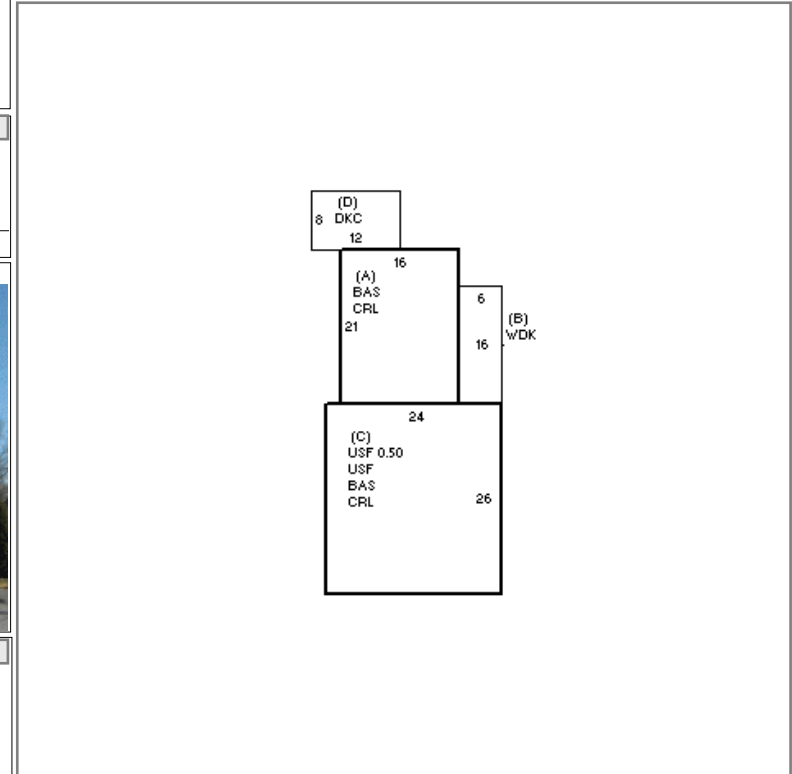 (D)
8 DKC
12
16
(A)
BAS
CRL
21
6
(B)
WDK
16
24
(C)
USF 0.50
USF
BAS
CRL
26